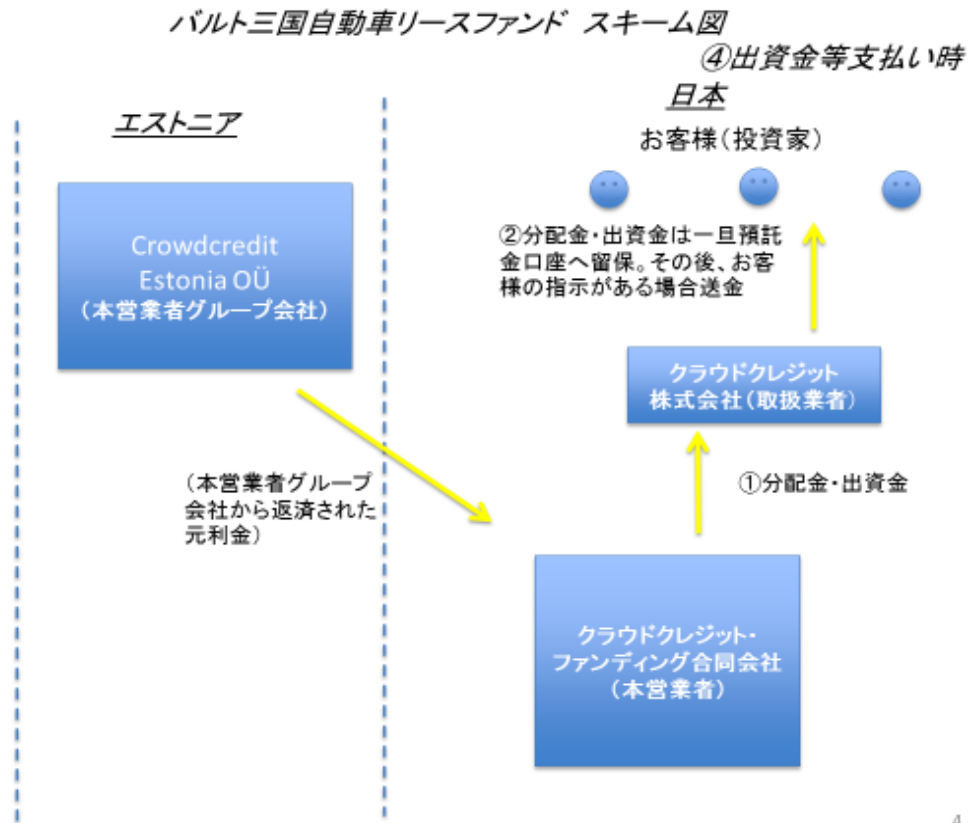 バルト三国自動車リースファンド スキーム図
④出資金等支払い時
エストニア
日本
お客様(投資家)
Crowdcredit
Estonia OÜ
(本営業者グループ会社)
②分配金・出資金は一旦預託
金口座へ留保。その後、お客
様の指示がある場合送金
クラウドクレジット
株式会社(取扱業者)
(本営業者グループ
会社から返済された
元利金)
①分配金・出資金
クラウドクレジット・
ファンディング合同会社
(本営業者)
4